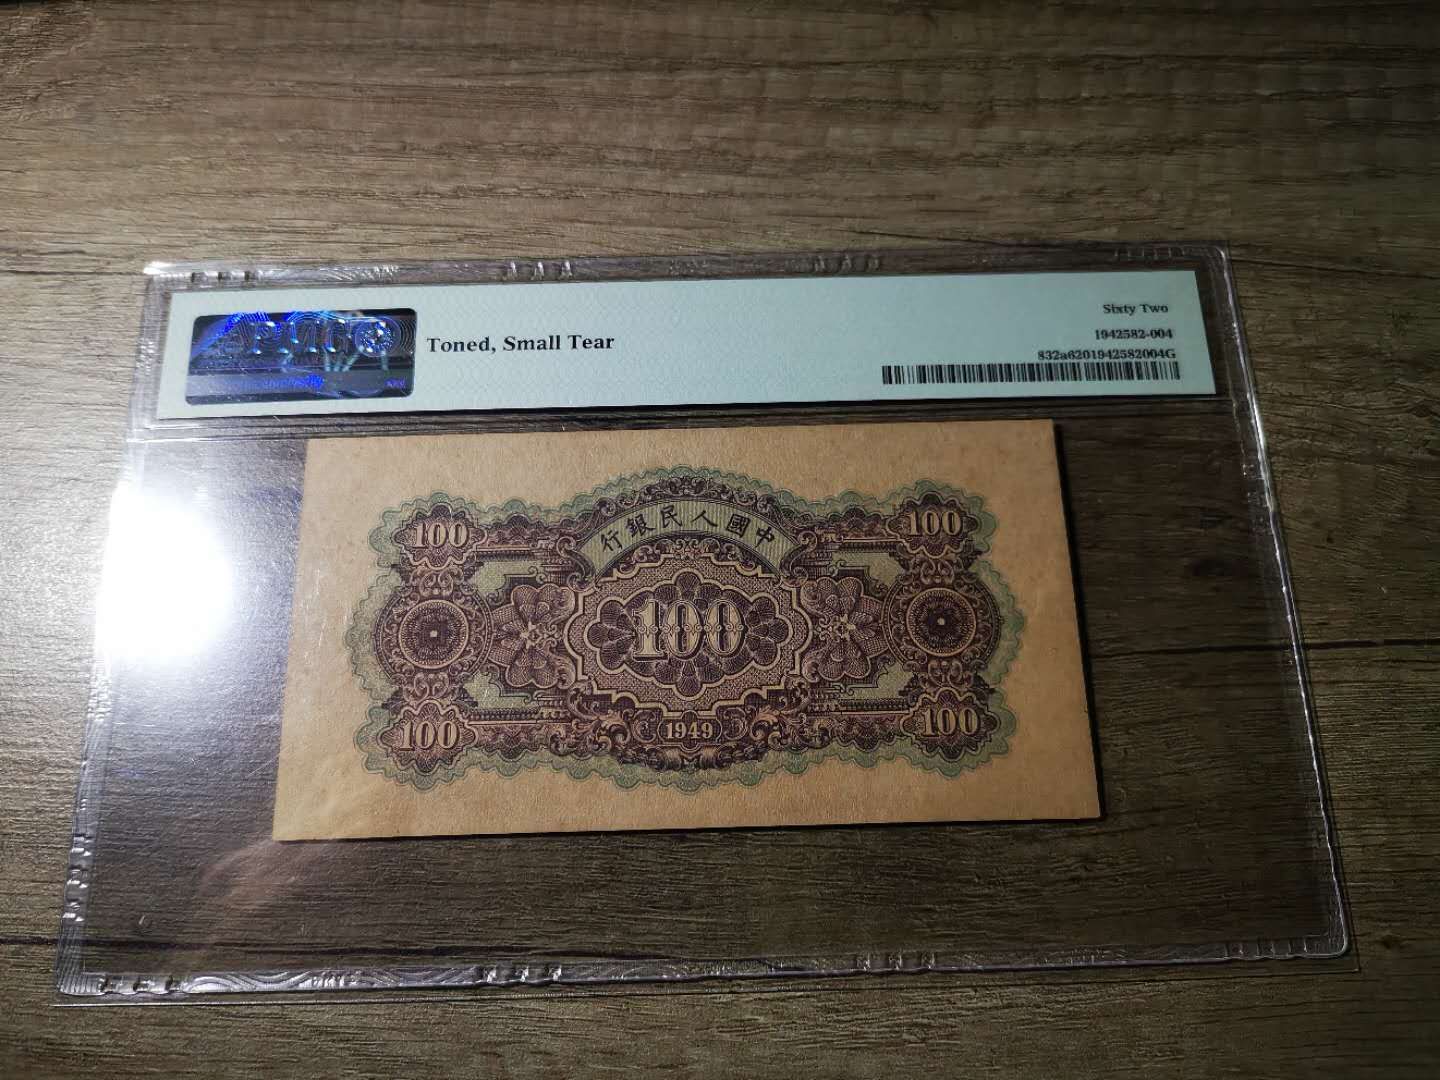 PMG
Toned, Small Tear
Sixty Two
1942582-004
832a6201942582004G
行銀民人國中
100
100
100
100
100
1949